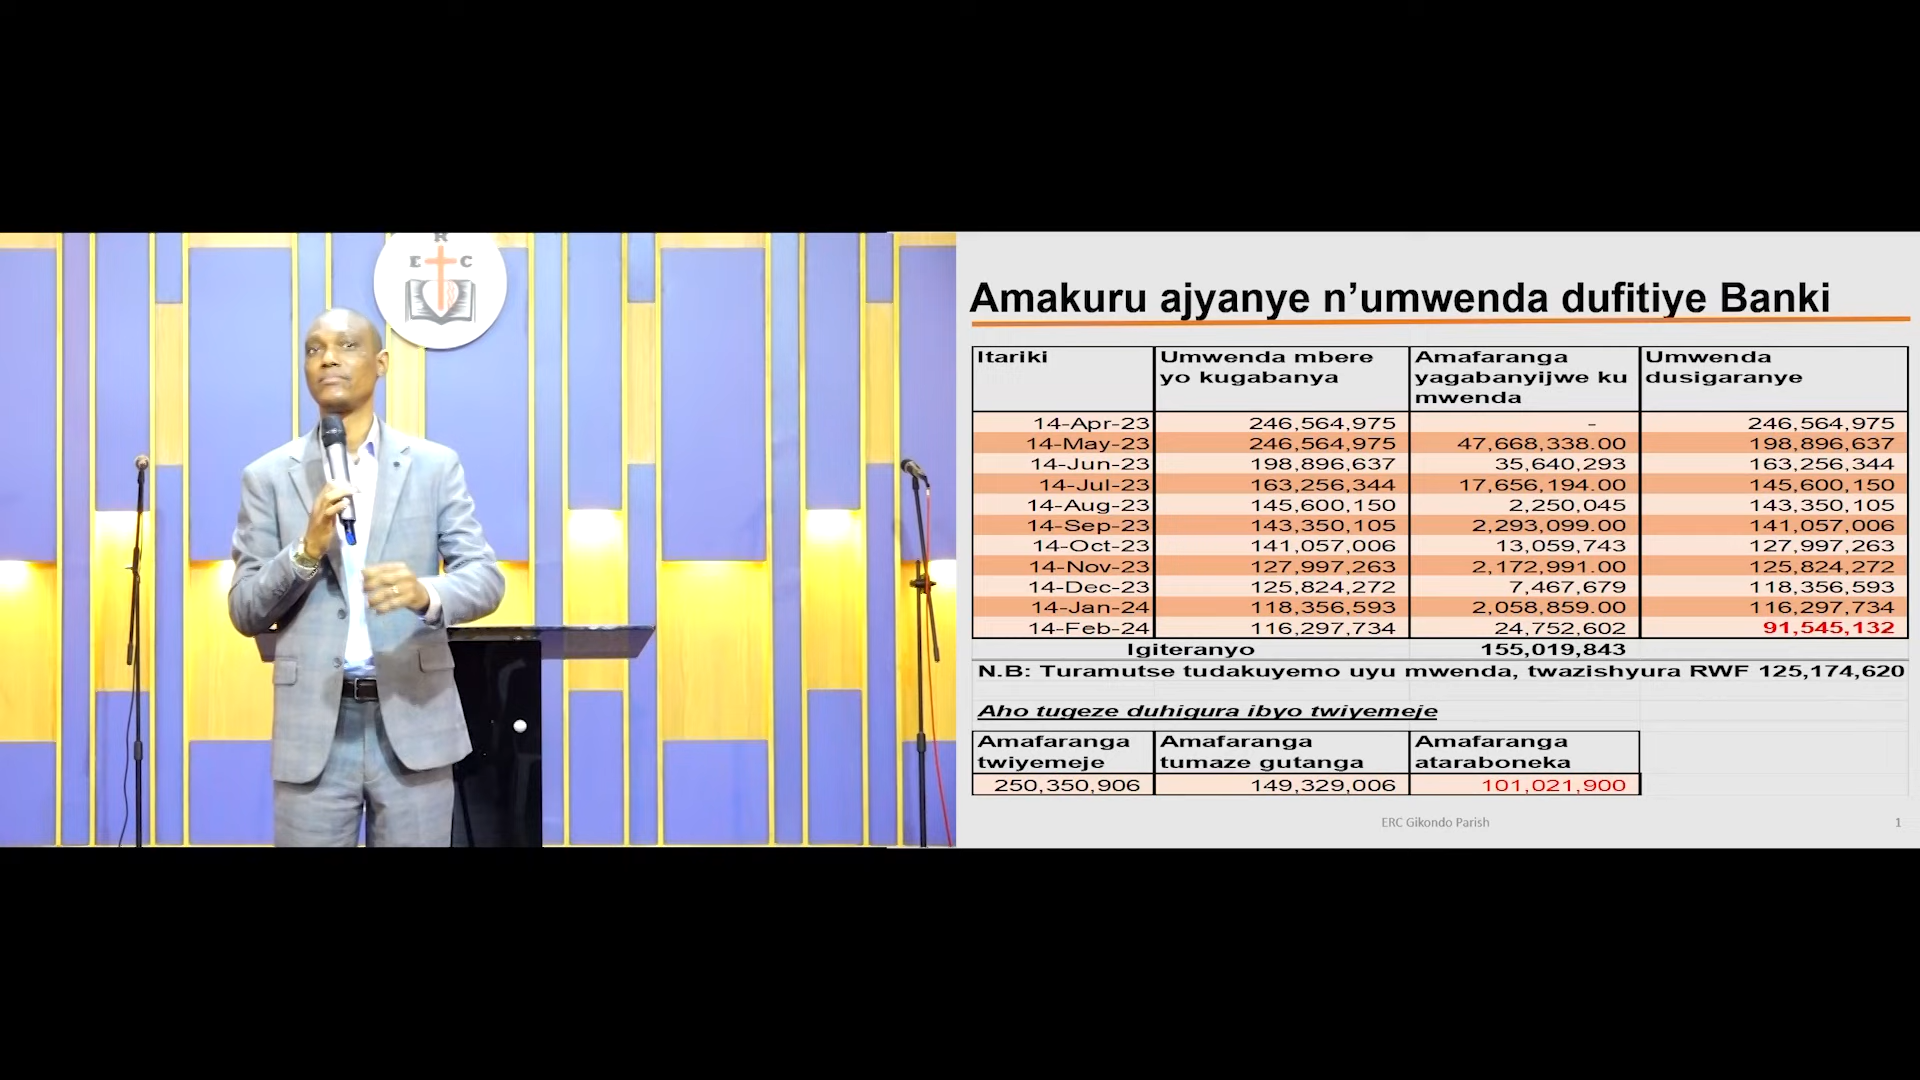 R
E C
Amakuru ajyanye n’umwenda dufitiye Banki
Itariki Umwenda mbere yo kugabanya Amafaranga yagabanyijwe ku mwenda Umwenda dusigaranye
14-Apr-23 246,564,975 - 246,564,975
14-May-23 246,564,975 47,668,338.00 198,896,637
14-Jun-23 198,896,637 35,640,293 163,256,344
14-Jul-23 163,256,344 17,656,194.00 145,600,150
14-Aug-23 145,600,150 2,250,045 143,350,105
14-Sep-23 143,350,105 2,293,099.00 141,057,006
14-Oct-23 141,057,006 13,059,743 127,997,263
14-Nov-23 127,997,263 2,172,991.00 125,824,272
14-Dec-23 125,824,272 7,467,679 118,356,593
14-Jan-24 118,356,593 2,058,859.00 116,297,734
14-Feb-24 116,297,734 24,752,602 91,545,132
Igiteranyo 155,019,843
N.B: Turamutse tudakuyemo uyu mwenda, twazishyura RWF 125,174,620
Aho tugeze duhigura ibyo twiyemeje
Amafaranga twiyemeje Amafaranga tumaze gutanga Amafaranga ataraboneka
250,350,906 149,329,006 101,021,900
ERC Gikondo Parish 1